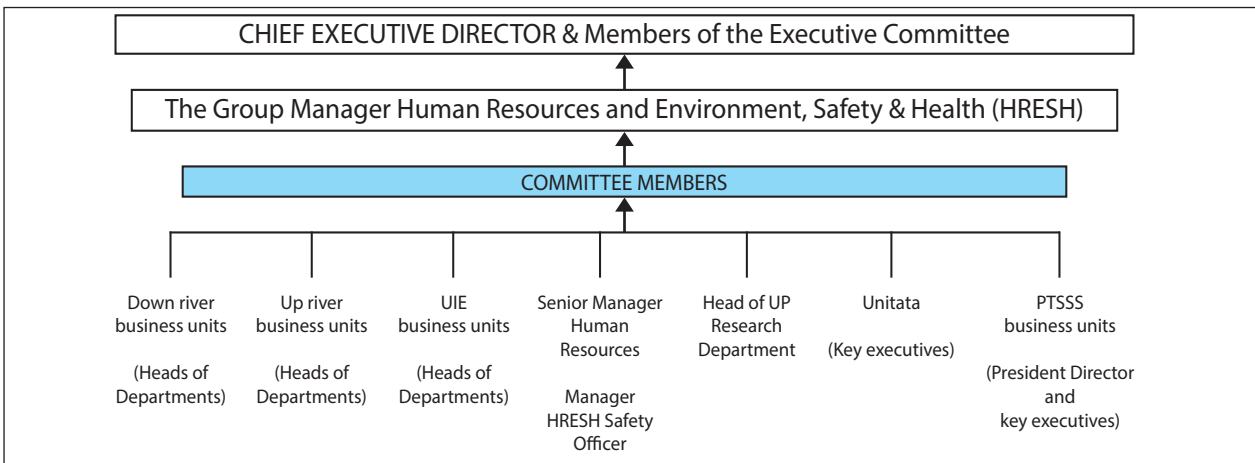 CHIEF EXECUTIVE DIRECTOR & Members of the Executive Committee
The Group Manager Human Resources and Environment, Safety & Health (HRESH)
COMMITTEE MEMBERS
Down river
business units
(Heads of
Departments)
Up river
business units
(Heads of
Departments)
UIE
business units
(Heads of
Departments)
Senior Manager
Human
Resources
Manager
HRESH Safety
Officer
Head of UP
Research
Department
Unitata
(Key executives)
PTSSS
business units
(President Director
and
key executives)